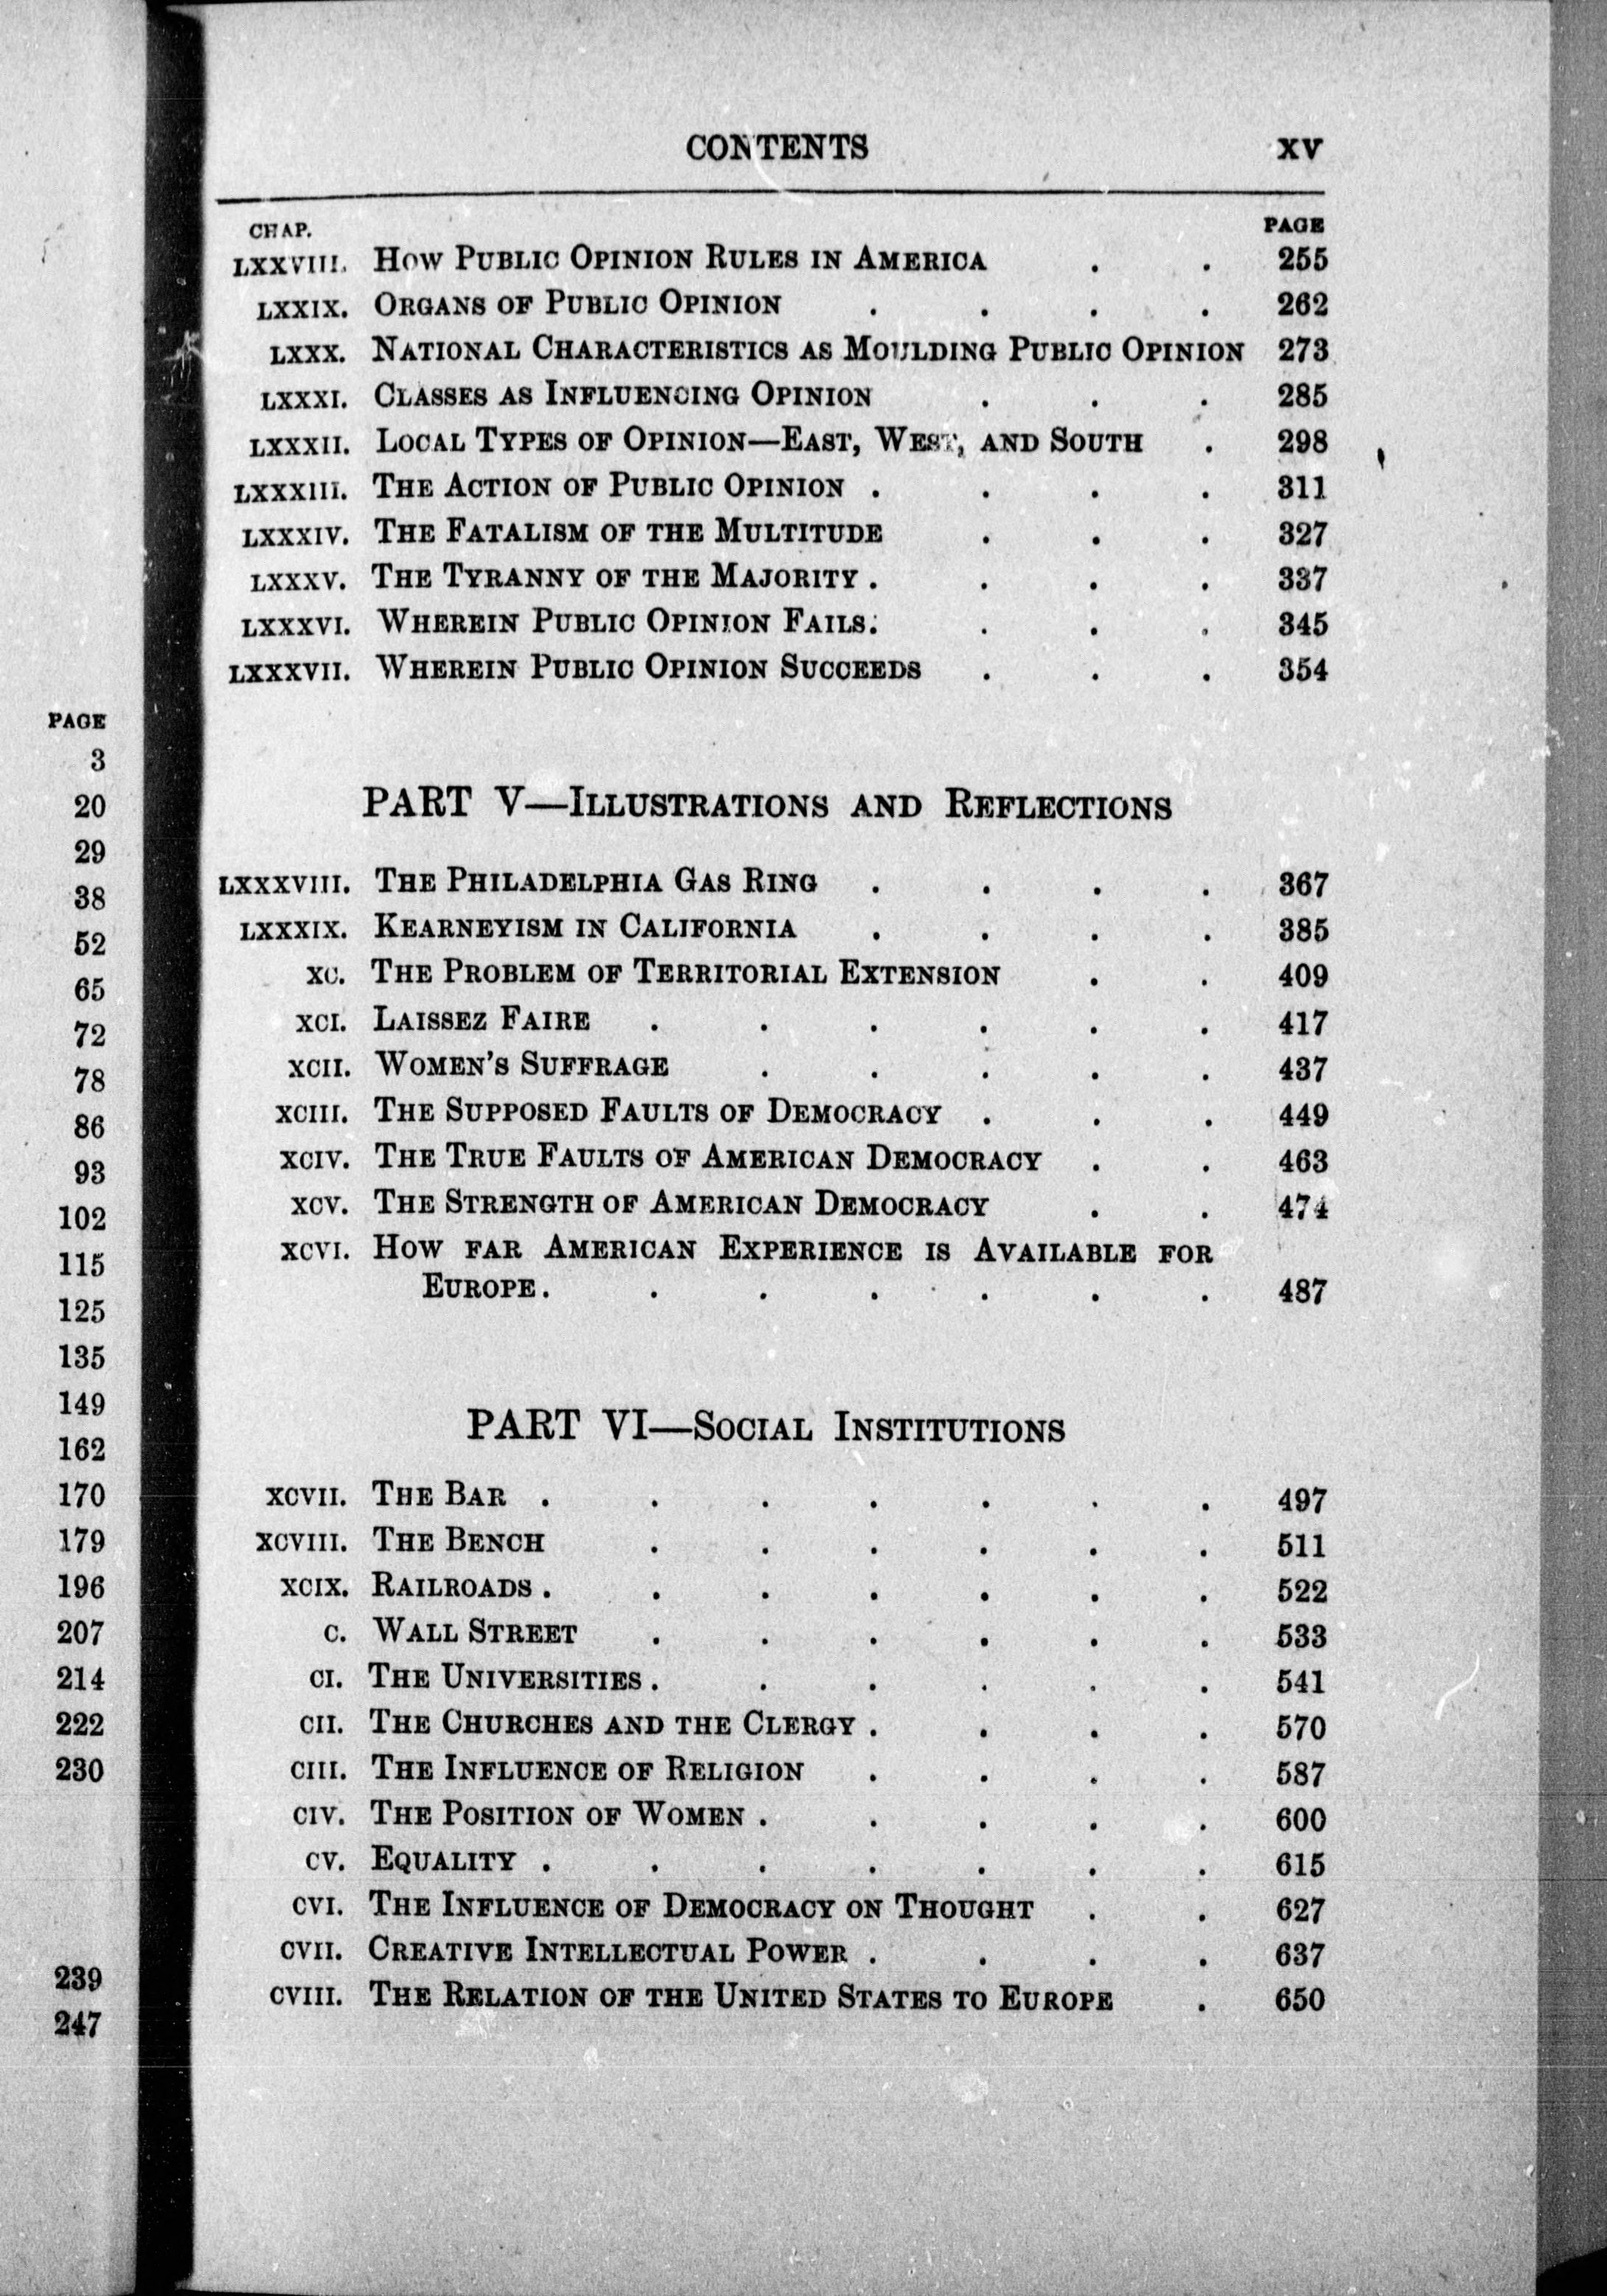 PAGE
3
20
29
38
52
65
72
78
86
93
102
115
125
135
149
162
170
179
196
207
214
222
230
239
247
CONTENTS XV
CHAP. PAGE
LXXVIII. HOW PUBLIC OPINION RULES IN AMERICA . . 255
LXXIX. ORGANS OF PUBLIC OPINION . . . . 262
LXXX. NATIONAL CHARACTERISTICS AS MOULDING PUBLIC OPINION 273
LXXXI. CLASSES AS INFLUENCING OPINION . . . 285
LXXXII. LOCAL TYPES OF OPINION—EAST, WEST, AND SOUTH . 298
LXXXIII. THE ACTION OF PUBLIC OPINION . . . . 311
LXXXIV. THE FATALISM OF THE MULTITUDE . . . 327
LXXXV. THE TYRANNY OF THE MAJORITY . . . . 337
LXXXVI. WHEREIN PUBLIC OPINION FAILS . . . . 345
LXXXVII. WHEREIN PUBLIC OPINION SUCCEEDS . . . 354
PART V—ILLUSTRATIONS AND REFLECTIONS
LXXXVIII. THE PHILADELPHIA GAS RING . . . . 367
LXXXIX. KEARNEYISM IN CALIFORNIA . . . . 385
XC. THE PROBLEM OF TERRITORIAL EXTENSION . . 409
XCI. LAISSEZ FAIRE . . . . . . 417
XCII. WOMEN'S SUFFRAGE . . . . . 437
XCIII. THE SUPPOSED FAULTS OF DEMOCRACY . . . 449
XCIV. THE TRUE FAULTS OF AMERICAN DEMOCRACY . . 463
XCV. THE STRENGTH OF AMERICAN DEMOCRACY . . 474
XCVI. HOW FAR AMERICAN EXPERIENCE IS AVAILABLE FOR
EUROPE . . . . . . . 487
PART VI—SOCIAL INSTITUTIONS
XCVII. THE BAR . . . . . . . 497
XCVIII. THE BENCH . . . . . . 511
XCIX. RAILROADS . . . . . . . 522
C. WALL STREET . . . . . . 533
CI. THE UNIVERSITIES . . . . . . 541
CII. THE CHURCHES AND THE CLERGY . . . . 570
CIII. THE INFLUENCE OF RELIGION . . . . 587
CIV. THE POSITION OF WOMEN . . . . . 600
CV. EQUALITY . . . . . . . 615
CVI. THE INFLUENCE OF DEMOCRACY ON THOUGHT . . 627
CVII. CREATIVE INTELLECTUAL POWER . . . . 637
CVIII. THE RELATION OF THE UNITED STATES TO EUROPE . 650